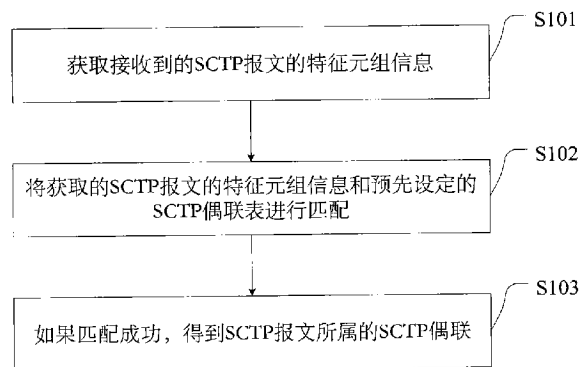 S101
获取接收到的SCTP报文的特征元组信息
S102
将获取的SCTP报文的特征元组信息和预先设定的
SCTP偶联表进行匹配
S103
如果匹配成功，得到SCTP报文所属的SCTP偶联